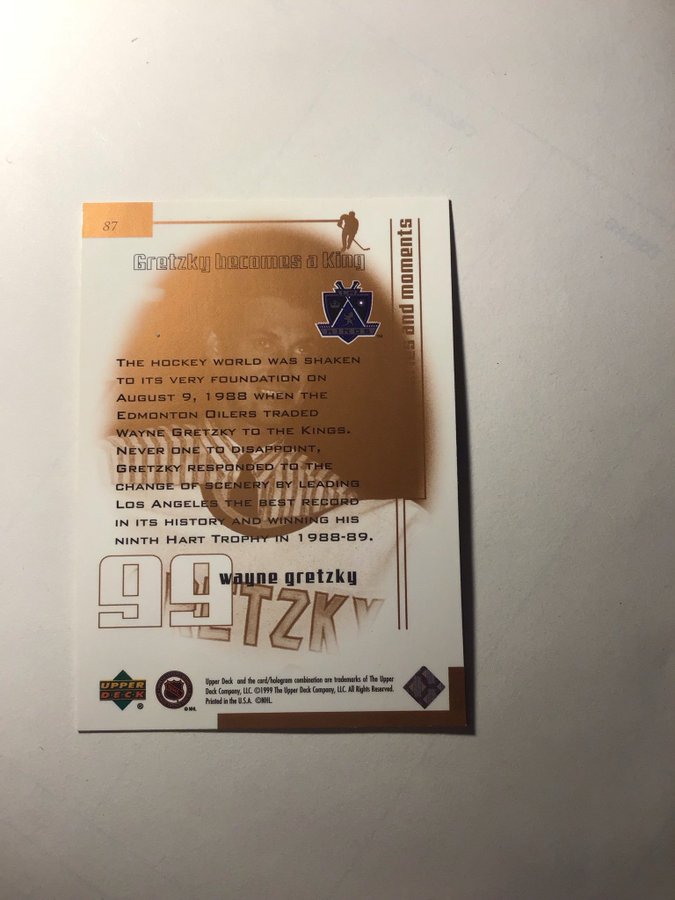 87
Gretzky becomes a King
and moments
KINGS
THE HOCKEY WORLD WAS SHAKEN
TO ITS VERY FOUNDATION ON
AUGUST 9, 1988 WHEN THE
EDMONTON OILERS TRADED
WAYNE GRETZKY TO THE KINGS.
NEVER ONE TO DISAPPOINT,
GRETZKY RESPONDED TO THE
CHANGE OF SCENERY BY LEADING
LOS ANGELES THE BEST RECORD
IN ITS HISTORY AND WINNING HIS
NINTH HART TROPHY IN 1988-89.
99
wayne gretzky
ETZKY
UPPER
DECK
®
NHL
©NHL
Upper Deck and the card/hologram combination are trademarks of The Upper
Deck Company, LLC. ©1999 The Upper Deck Company, LLC. All Rights Reserved.
Printed in the U.S.A. ©NHL.